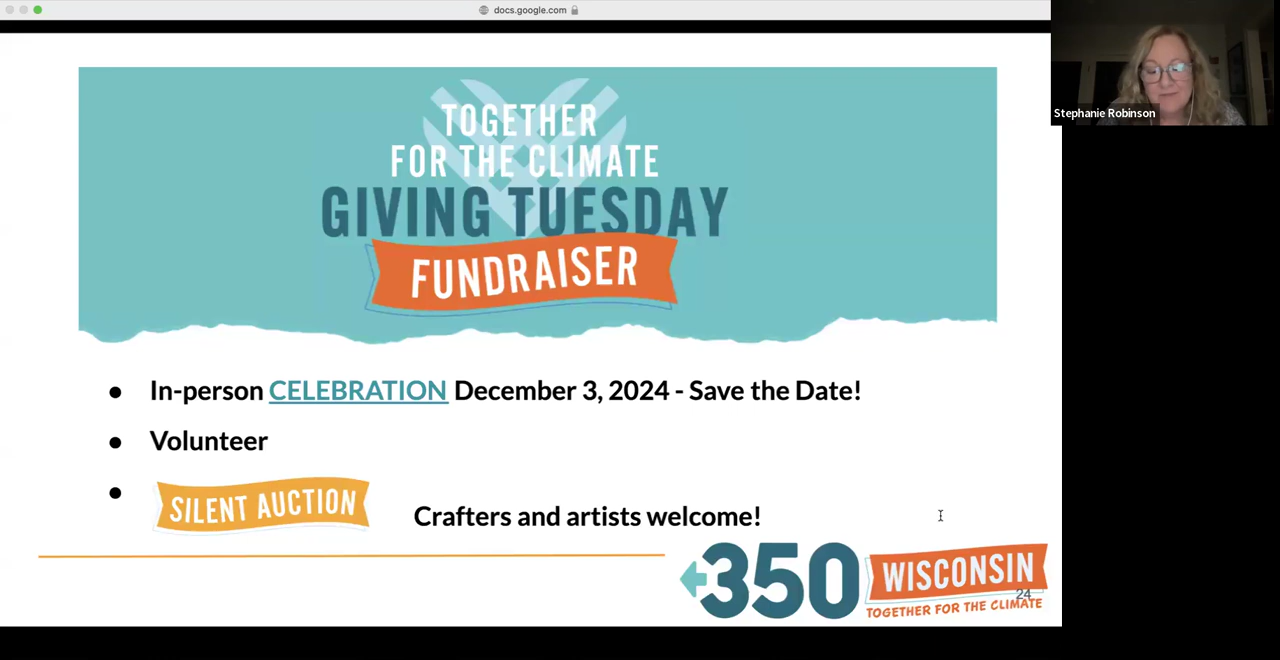 docs.google.com
Stephanie Robinson
TOGETHER
FOR THE CLIMATE
GIVING TUESDAY
FUNDRAISER
● In-person CELEBRATION December 3, 2024 - Save the Date!
● Volunteer
● SILENT AUCTION Crafters and artists welcome!
350 WISCONSIN
24
TOGETHER FOR THE CLIMATE